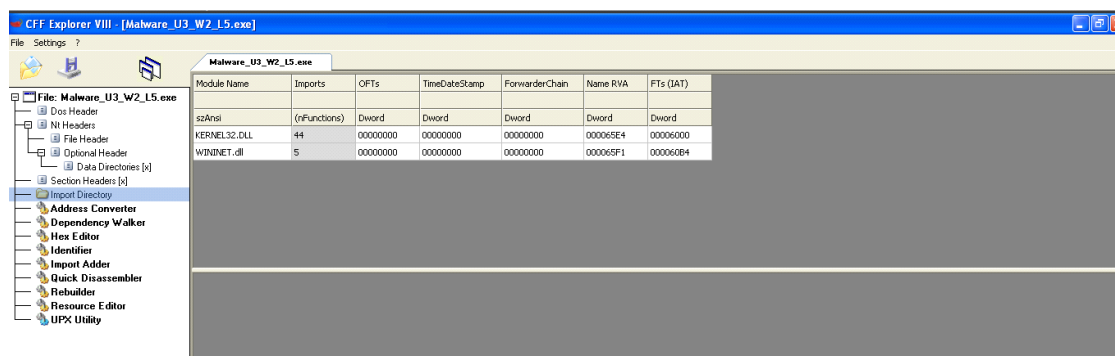 CFF Explorer VIII - [Malware_U3_W2_L5.exe]
File Settings ?
Malware_U3_W2_L5.exe
File: Malware_U3_W2_L5.exe
Dos Header
Nt Headers
File Header
Optional Header
Data Directories [x]
Section Headers [x]
Import Directory
Address Converter
Dependency Walker
Hex Editor
Identifier
Import Adder
Quick Disassembler
Rebuilder
Resource Editor
UPX Utility
Module Name Imports OFTs TimeDateStamp ForwarderChain Name RVA FTs (IAT)
szAnsi (nFunctions) Dword Dword Dword Dword Dword
KERNEL32.DLL 44 00000000 00000000 00000000 000065E4 00006000
WININET.dll 5 00000000 00000000 00000000 000065F1 000060B4